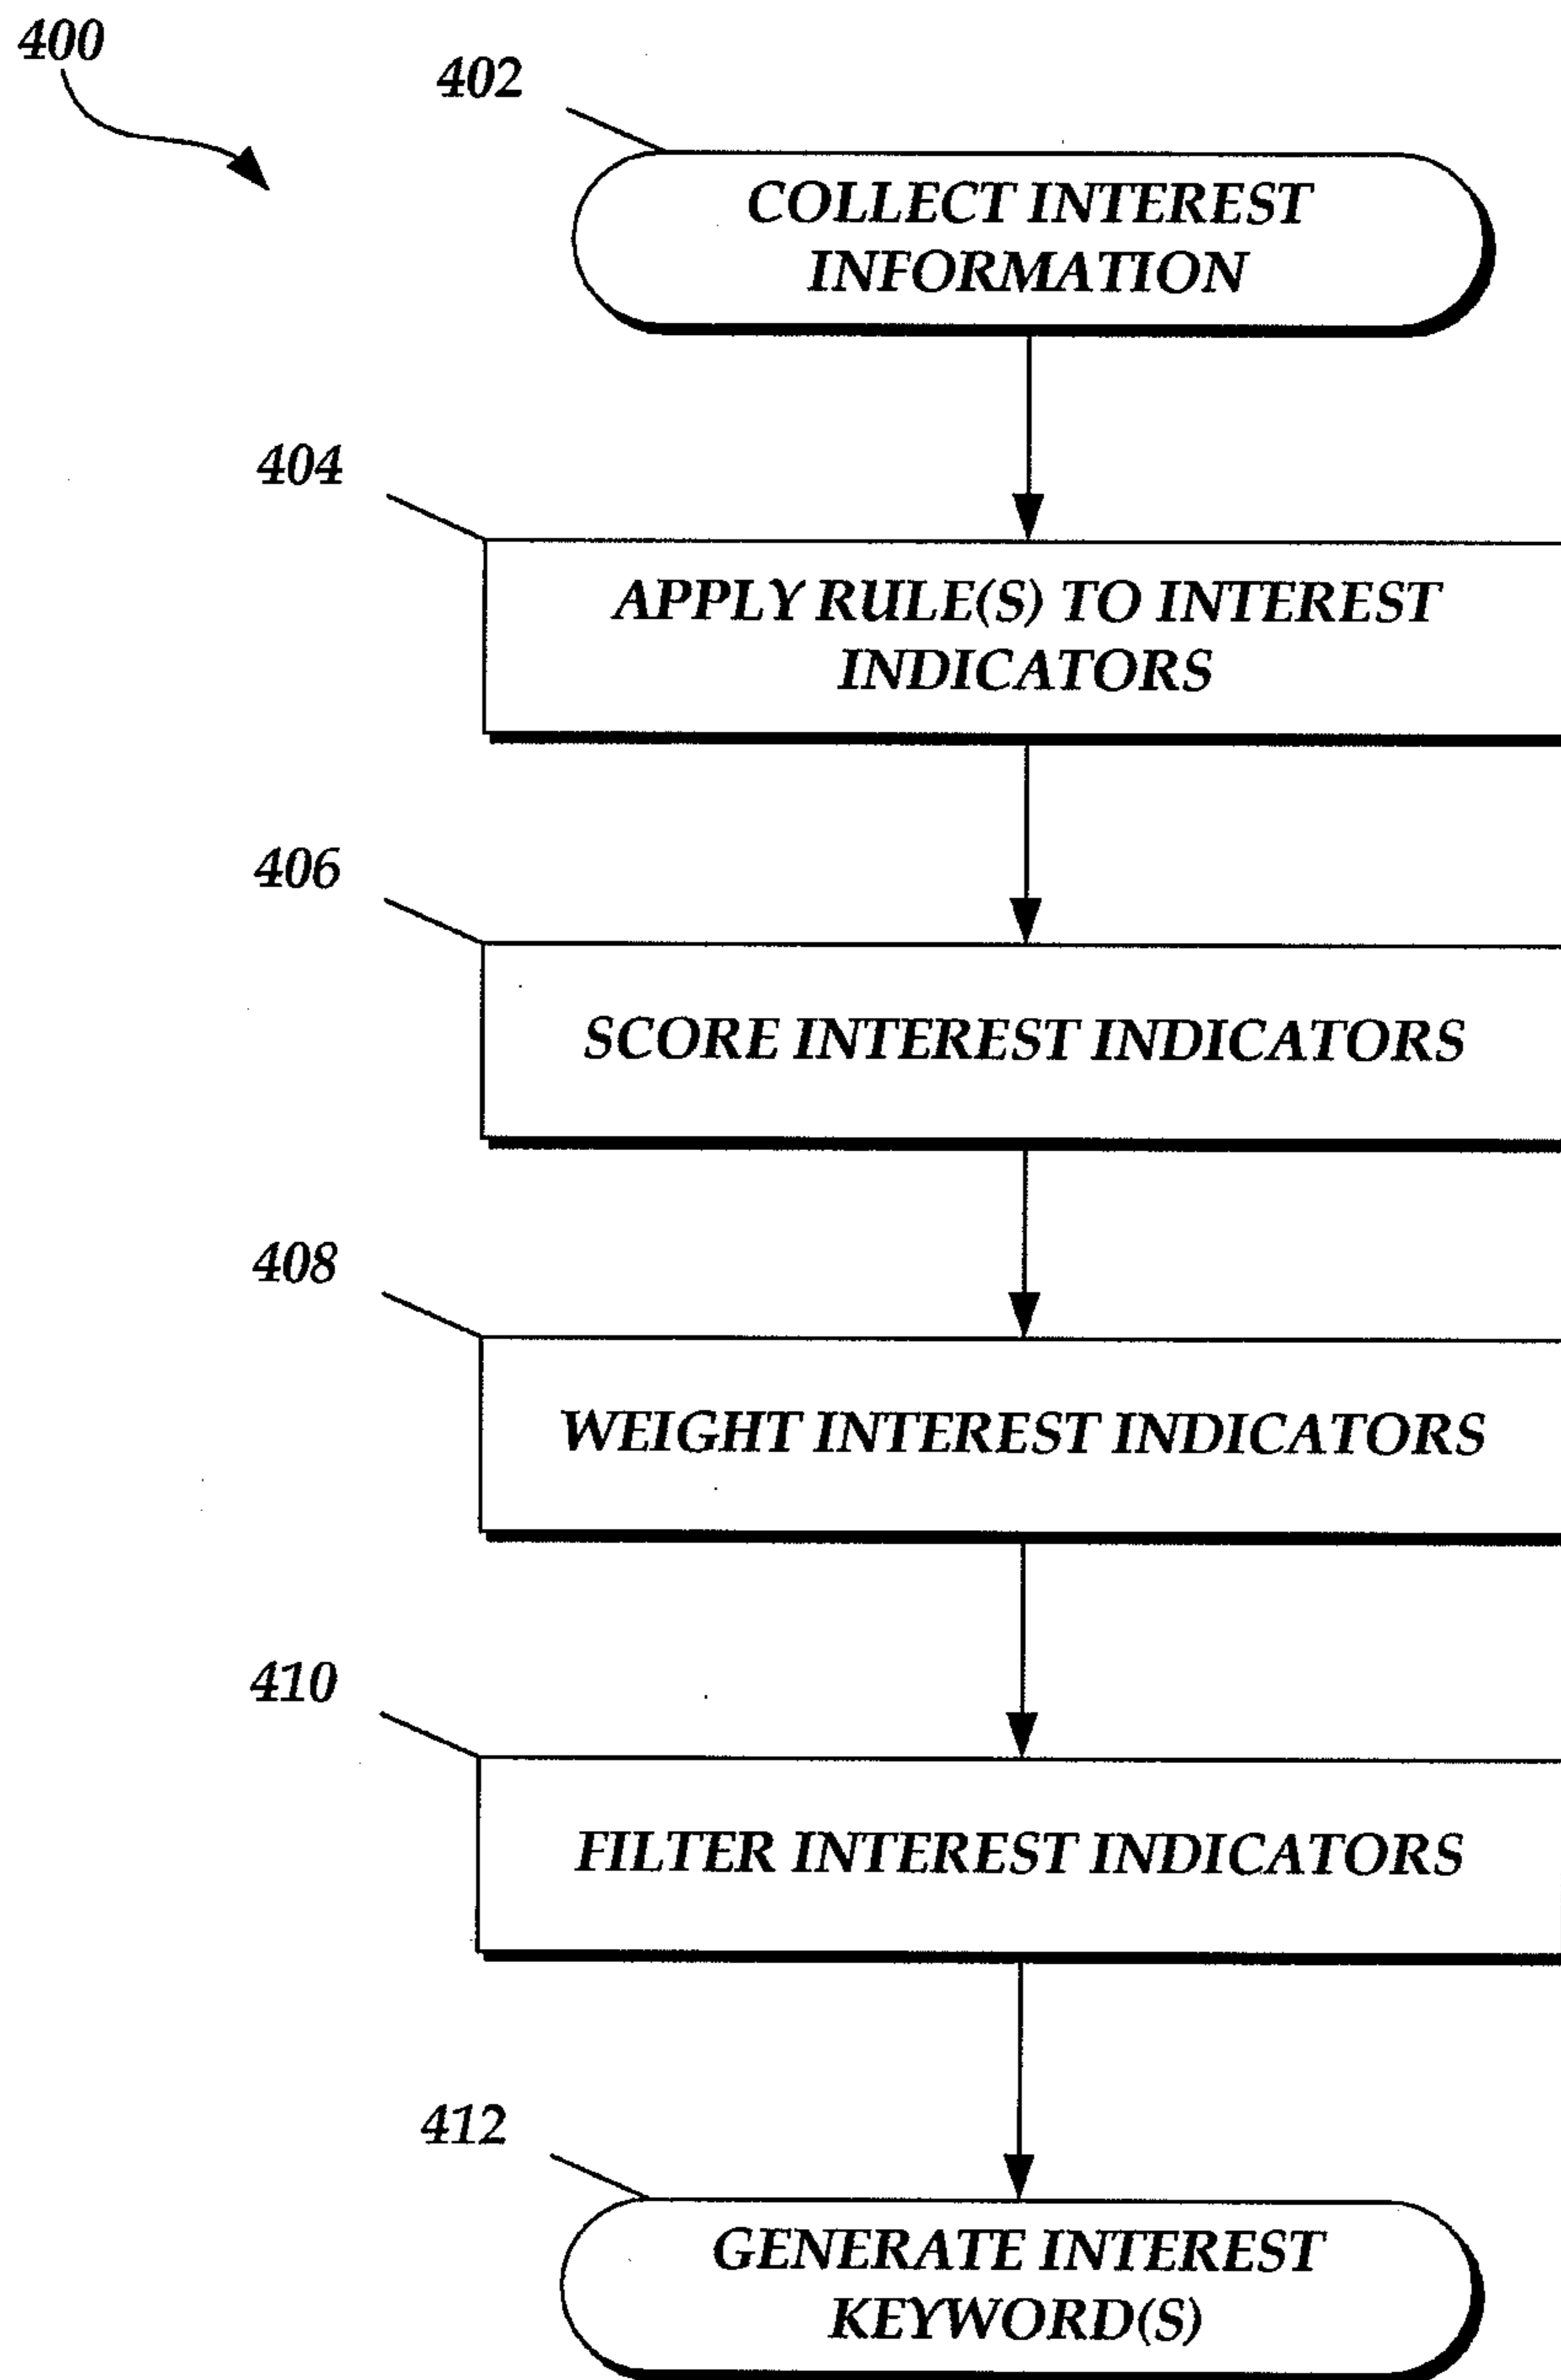 400
402
COLLECT INTEREST
INFORMATION
404
APPLY RULE(S) TO INTEREST
INDICATORS
406
SCORE INTEREST INDICATORS
408
WEIGHT INTEREST INDICATORS
410
FILTER INTEREST INDICATORS
412
GENERATE INTEREST
KEYWORD(S)